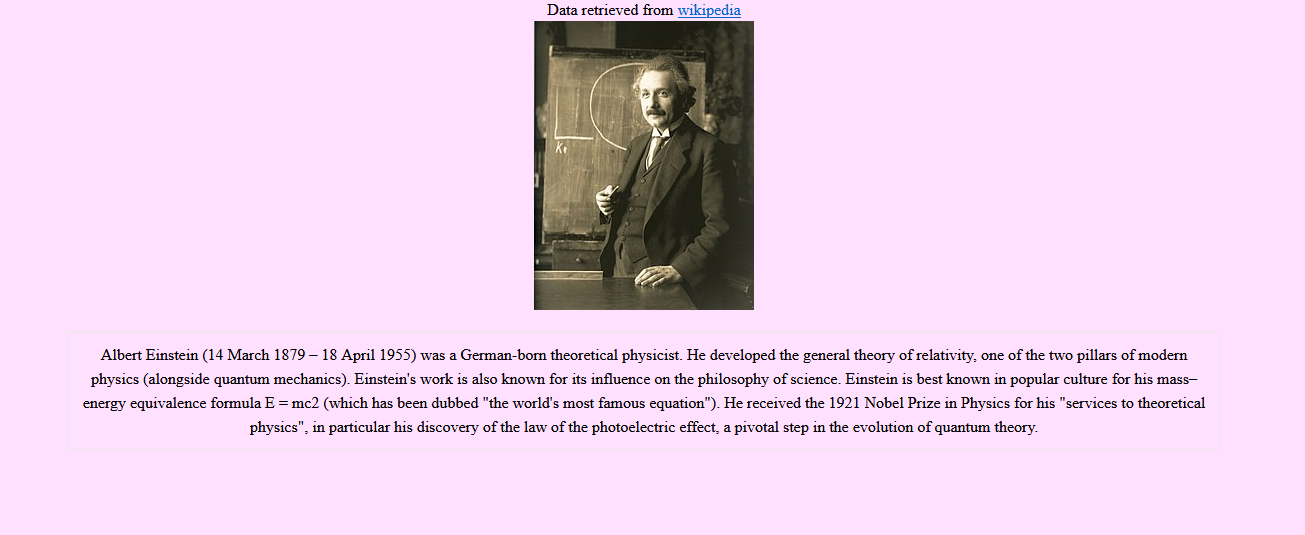 Data retrieved from wikipedia
Albert Einstein (14 March 1879 – 18 April 1955) was a German-born theoretical physicist. He developed the general theory of relativity, one of the two pillars of modern
physics (alongside quantum mechanics). Einstein's work is also known for its influence on the philosophy of science. Einstein is best known in popular culture for his mass–
energy equivalence formula E = mc2 (which has been dubbed "the world's most famous equation"). He received the 1921 Nobel Prize in Physics for his "services to theoretical
physics", in particular his discovery of the law of the photoelectric effect, a pivotal step in the evolution of quantum theory.